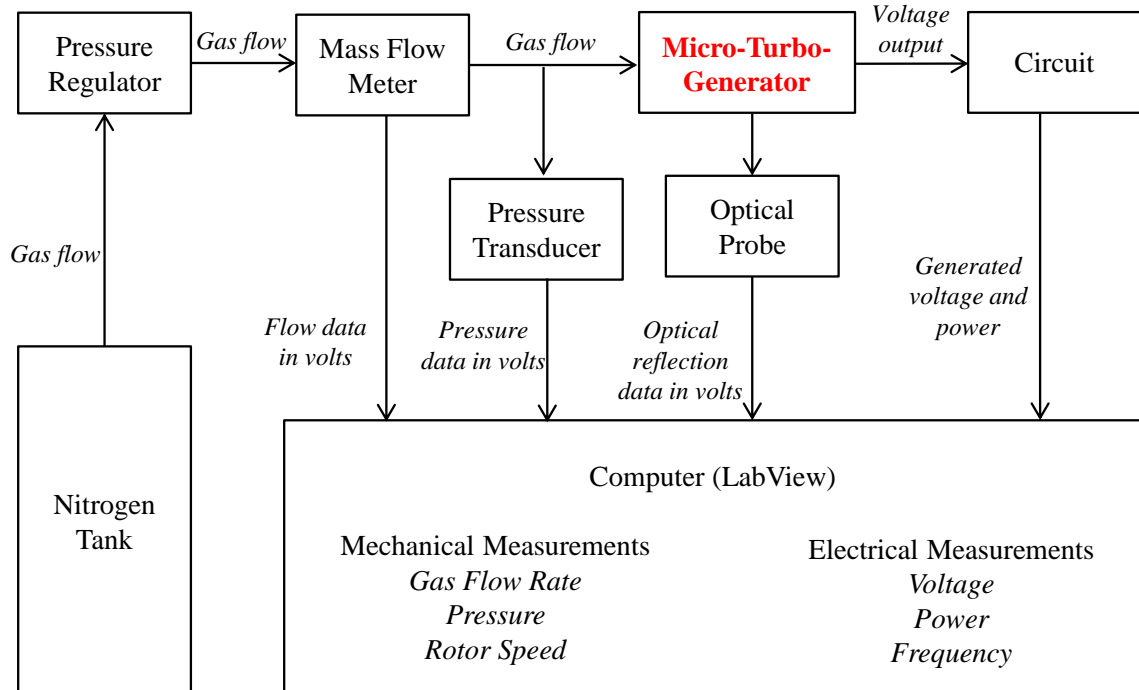 Pressure
Regulator
Gas flow
Mass Flow
Meter
Gas flow
Micro-Turbo-
Generator
Voltage
output
Circuit
Pressure
Transducer
Optical
Probe
Gas flow
Flow data
in volts
Pressure
data in volts
Optical
reflection
data in volts
Generated
voltage and
power
Nitrogen
Tank
Computer (LabView)
Mechanical Measurements
Gas Flow Rate
Pressure
Rotor Speed
Electrical Measurements
Voltage
Power
Frequency